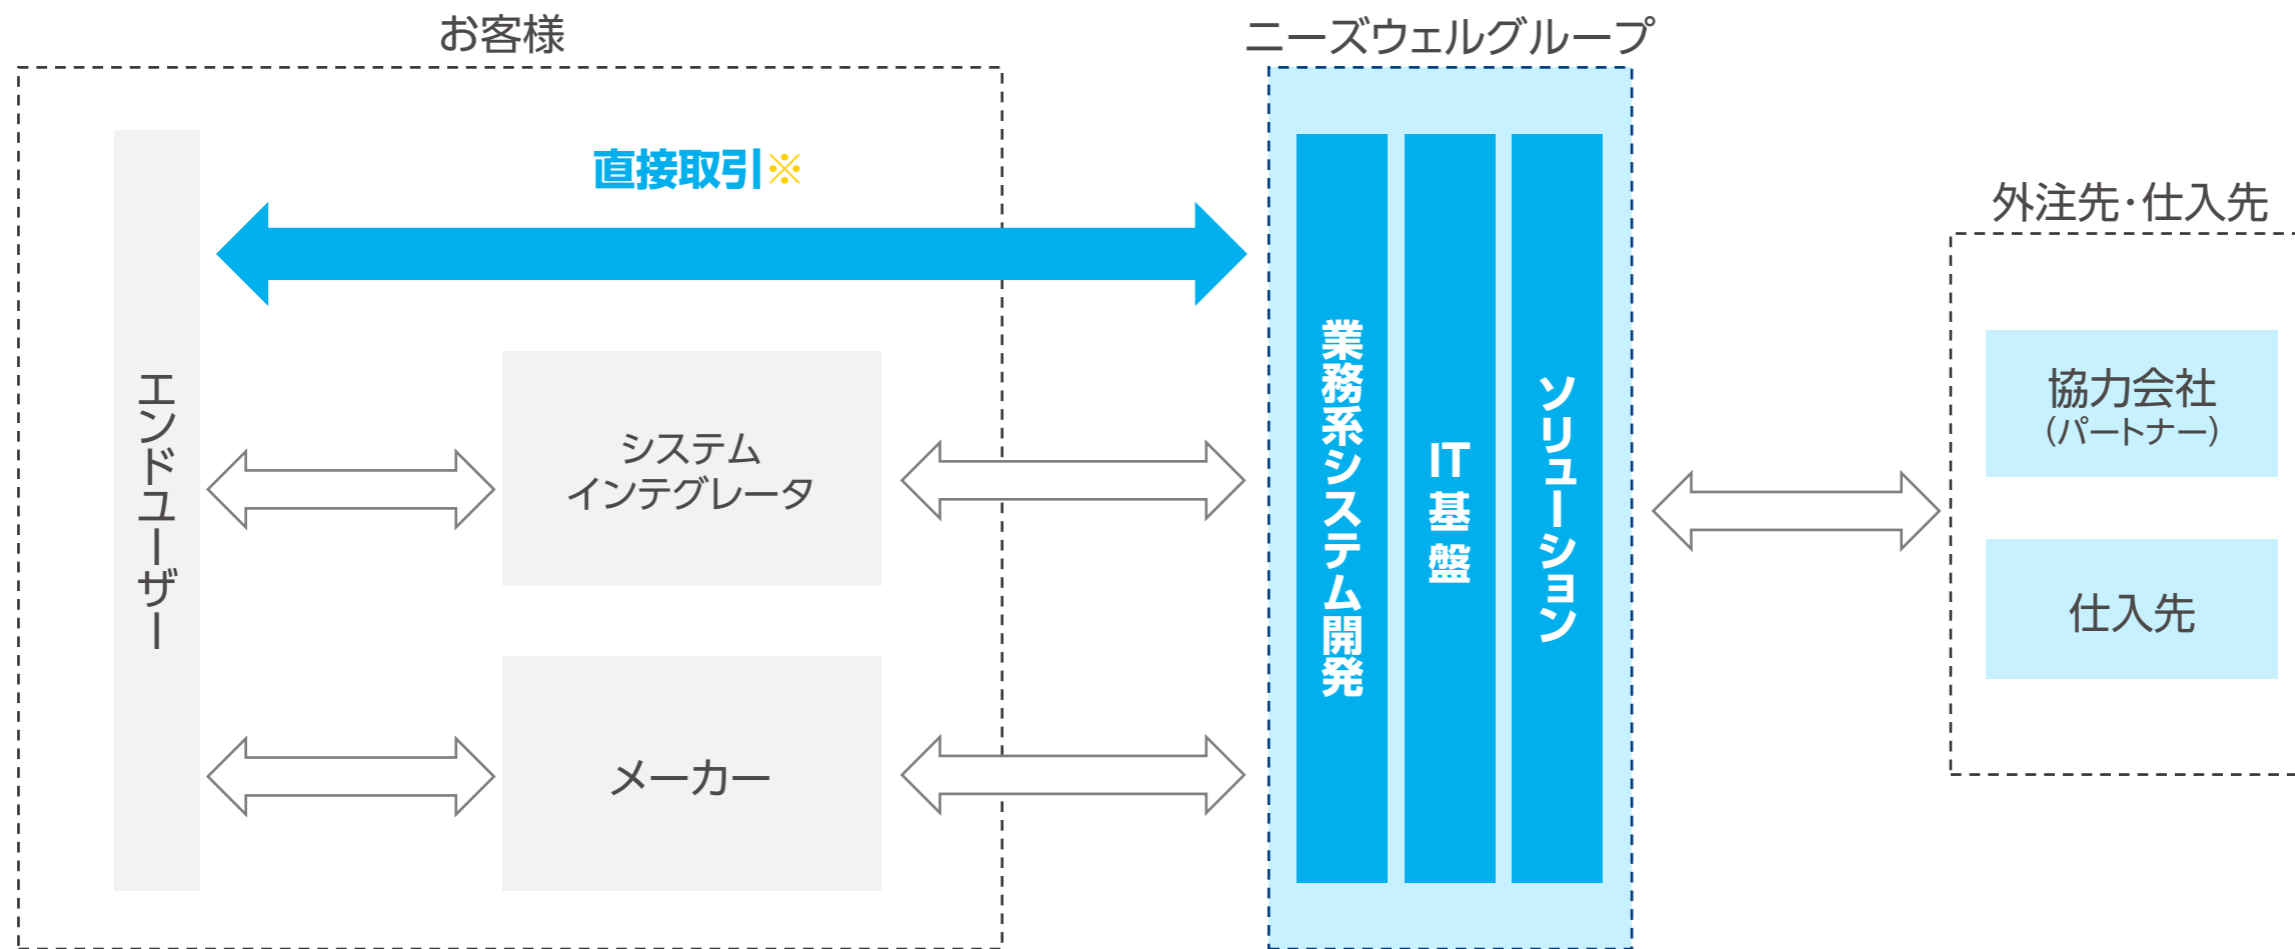 お客様
ニーズウェルグループ
直接取引※
外注先・仕入先
エンドユーザー
システム
インテグレータ
メーカー
業務系システム開発
IT基盤
ソリューション
協力会社
（パートナー）
仕入先